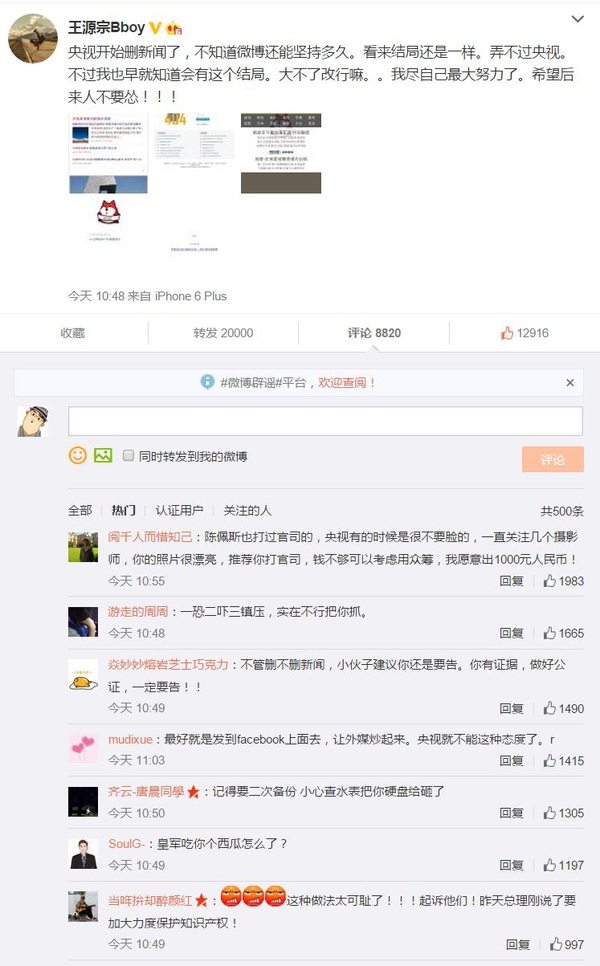 王源宗Bboy
央视开始删新闻了，不知道微博还能坚持多久。看来结局还是一样。弄不过央视。
不过我也早就知道会有这个结局。大不了改行嘛。。我尽自己最大努力了。希望后
来人不要怂！！！
404
今天 10:48 来自 iPhone 6 Plus
收藏 转发 20000 评论 8820 12916
#微博辟谣#平台，欢迎查阅！
同时转发到我的微博 评论
全部 热门 认证用户 关注的人 共500条
阅千人而惜知己：陈佩斯也打过官司的，央视有的时候是很不要脸的，一直关注几个摄影
师，你的照片很漂亮，推荐你打官司，钱不够可以考虑用众筹，我愿意出1000元人民币！
今天 10:55 回复 1983
游走的周周：一恐二吓三镇压，实在不行把你抓。
今天 10:48 回复 1665
焱妙妙熔岩芝士巧克力：不管删不删新闻，小伙子建议你还是要告。你有证据，做好公
证，一定要告！！
今天 10:49 回复 1490
mudixue：最好就是发到facebook上面去，让外媒炒起来。央视就不能这种态度了。r
今天 11:03 回复 1415
齐云-唐晨同學：记得要二次备份 小心查水表把你硬盘给砸了
今天 10:50 回复 1305
SoulG-：皇军吃你个西瓜怎么了？
今天 10:49 回复 1197
当哖拚却醉颜红：这种做法太可耻了！！！起诉他们！昨天总理刚说了要
加大力度保护知识产权！
今天 10:49 回复 997